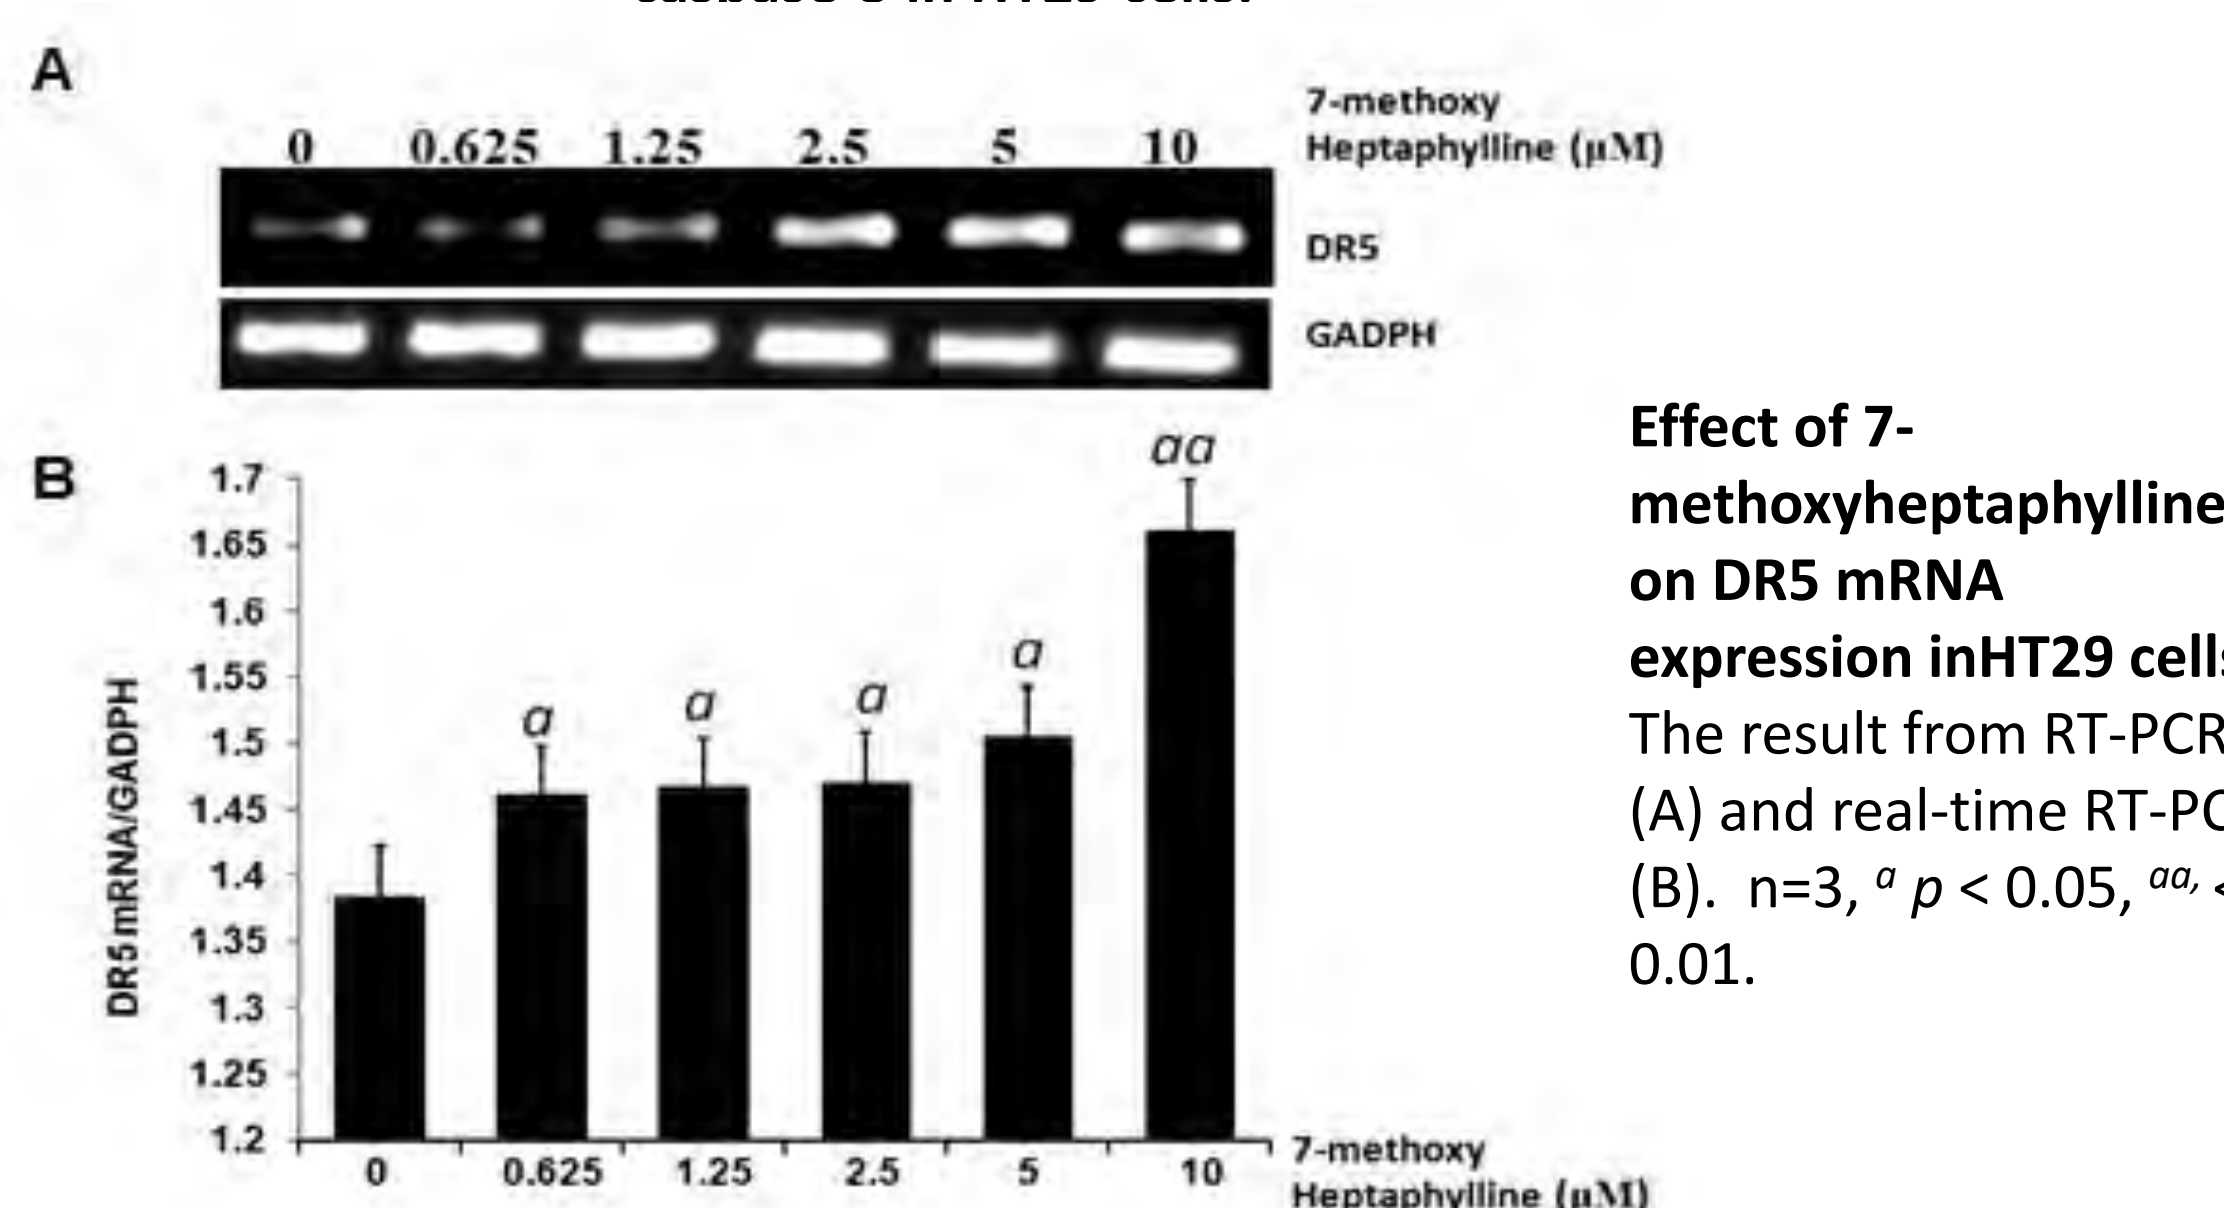 A
7-methoxy
0 0.625 1.25 2.5 5 10 Heptaphylline (µM)
DR5
GADPH
B
aa
a
a
a
a
1.7
1.65
1.6
1.55
1.5
1.45
1.4
1.35
1.3
1.25
1.2
DR5 mRNA/GADPH
0 0.625 1.25 2.5 5 10
7-methoxy
Heptaphylline (µM)
Effect of 7-
methoxyheptaphylline
on DR5 mRNA
expression inHT29 cells
The result from RT-PCR
(A) and real-time RT-PC
(B). n=3, a p < 0.05, aa, <
0.01.